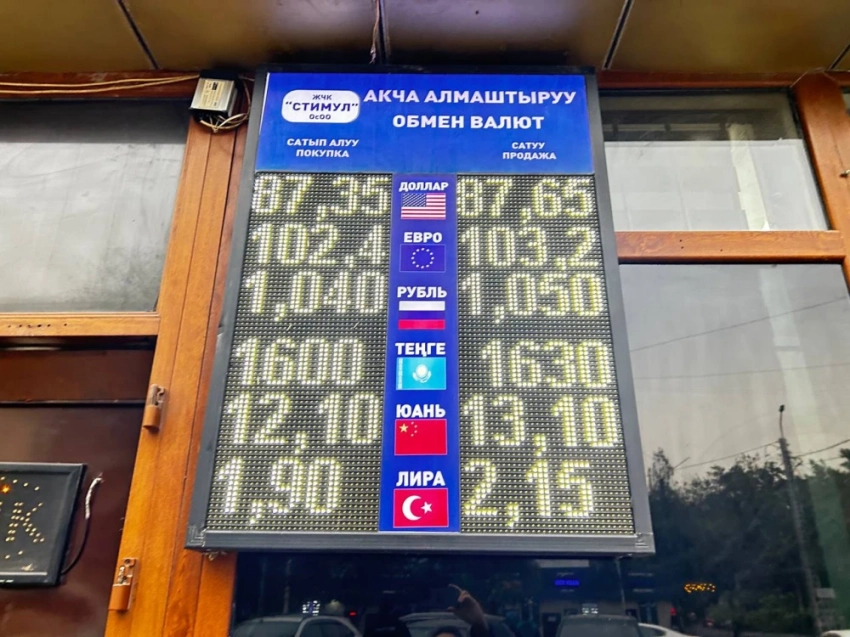 ЖЧК
"СТИМУЛ"
ОсОО
АКЧА АЛМАШТЫРУУ
ОБМЕН ВАЛЮТ
САТЫП АЛУУ
ПОКУПКА
САТУУ
ПРОДАЖА
87,35 ДОЛЛАР 87,65
102,4 ЕВРО 103,2
1,040 РУБЛЬ 1,050
1600 ТЕҢГЕ 1630
12,10 ЮАНЬ 13,10
1,90 ЛИРА 2,15